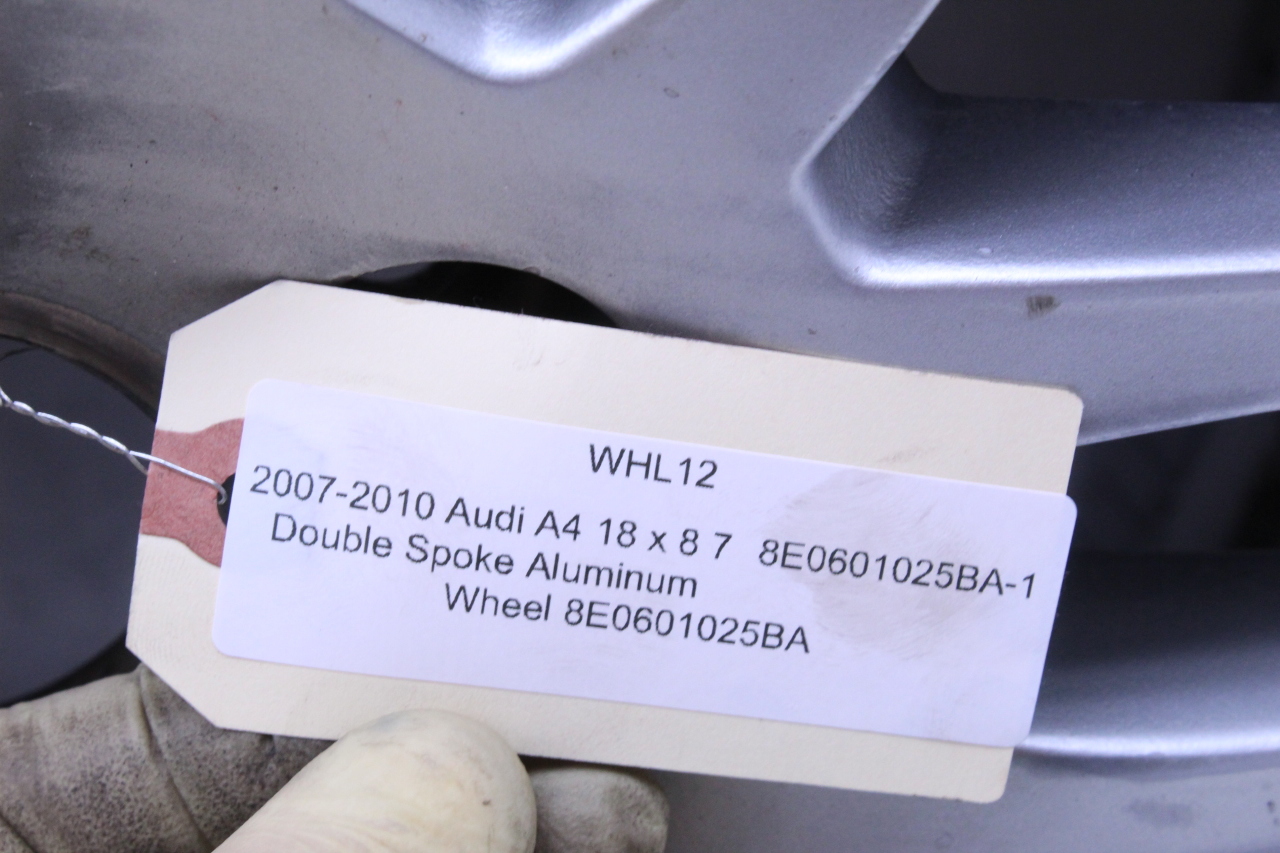 WHL12
2007-2010 Audi A4 18 x 8 7 8E0601025BA-1
Double Spoke Aluminum
Wheel 8E0601025BA